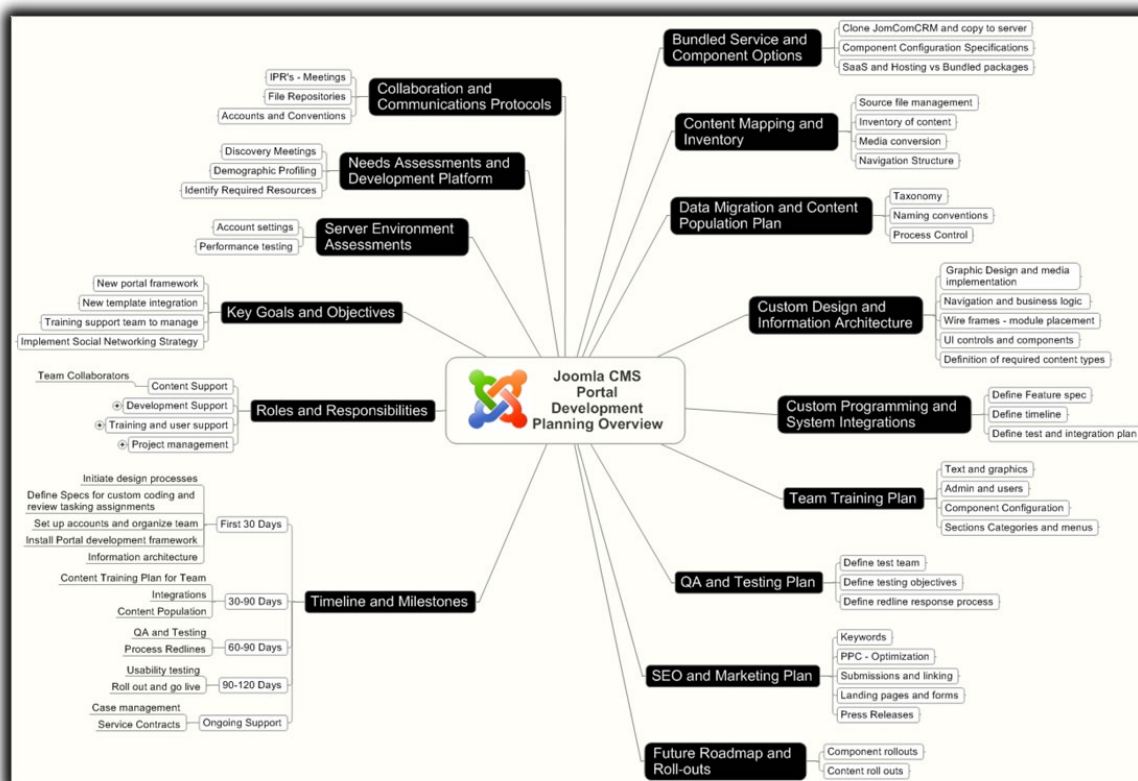 Joomla CMS
Portal
Development
Planning Overview
Collaboration and
Communications Protocols
IPR's - Meetings
File Repositories
Accounts and Conventions
Needs Assessments and
Development Platform
Discovery Meetings
Demographic Profiling
Identify Required Resources
Server Environment
Assessments
Account settings
Performance testing
Key Goals and Objectives
New portal framework
New template integration
Training support team to manage
Implement Social Networking Strategy
Roles and Responsibilities
Content Support
Team Collaborators
Development Support
Training and user support
Project management
Timeline and Milestones
First 30 Days
Initiate design processes
Define Specs for custom coding and
review tasking assignments
Set up accounts and organize team
Install Portal development framework
Information architecture
30-90 Days
Content Training Plan for Team
Integrations
Content Population
60-90 Days
QA and Testing
Process Redlines
90-120 Days
Usability testing
Roll out and go live
Ongoing Support
Case management
Service Contracts
Bundled Service and
Component Options
Clone JomComCRM and copy to server
Component Configuration Specifications
SaaS and Hosting vs Bundled packages
Content Mapping and
Inventory
Source file management
Inventory of content
Media conversion
Navigation Structure
Data Migration and Content
Population Plan
Taxonomy
Naming conventions
Process Control
Custom Design and
Information Architecture
Graphic Design and media
implementation
Navigation and business logic
Wire frames - module placement
UI controls and components
Definition of required content types
Custom Programming and
System Integrations
Define Feature spec
Define timeline
Define test and integration plan
Team Training Plan
Text and graphics
Admin and users
Component Configuration
Sections Categories and menus
QA and Testing Plan
Define test team
Define testing objectives
Define redline response process
SEO and Marketing Plan
Keywords
PPC - Optimization
Submissions and linking
Landing pages and forms
Press Releases
Future Roadmap and
Roll-outs
Component rollouts
Content roll outs